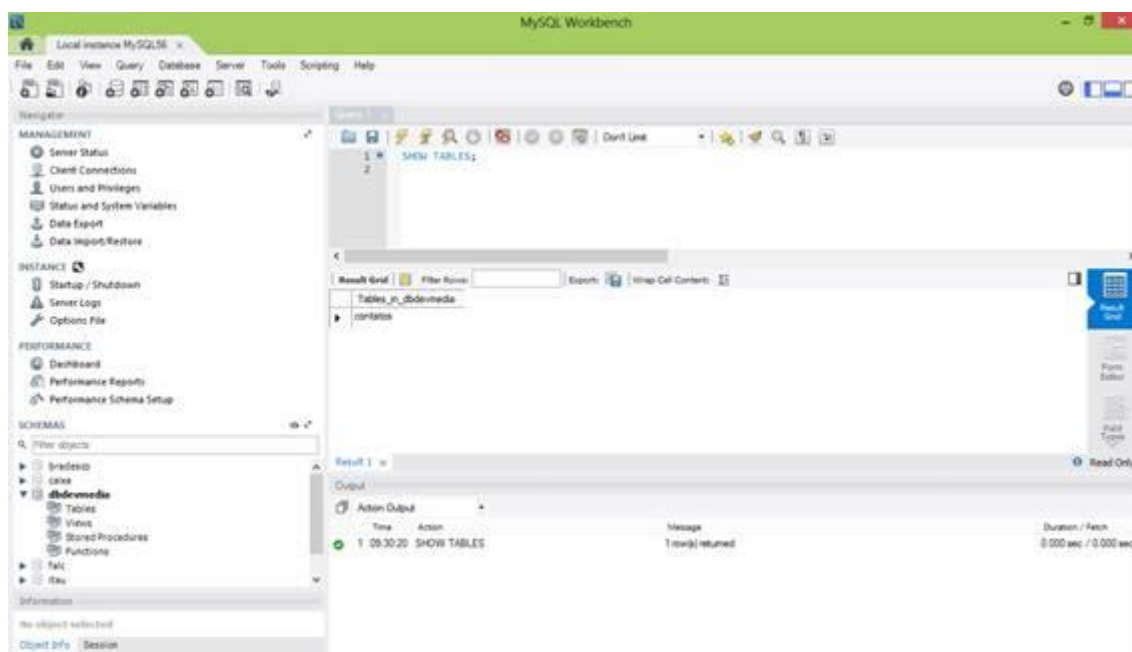 MySQL Workbench
Local instance MySQL56
File Edit View Query Database Server Tools Scripting Help
Navigator
MANAGEMENT
Server Status
Client Connections
Users and Privileges
Status and System Variables
Data Export
Data Import/Restore
INSTANCE
Startup / Shutdown
Server Logs
Options File
PERFORMANCE
Dashboard
Performance Reports
Performance Schema Setup
SCHEMAS
Filter objects
bradesco
caixa
dbdevmedia
Tables
Views
Stored Procedures
Functions
falc
itau
Information
No object selected
Object Info Session
Query 1
Don't Limit
1 SHOW TABLES;
2
Result Grid Filter Rows: Export: Wrap Cell Content:
Tables_in_dbdevmedia
contatos
Result Grid
Form Editor
Field Types
Result 1
Read Only
Output
Action Output
Time Action Message Duration / Fetch
1 09:30:20 SHOW TABLES 1 row(s) returned 0.000 sec / 0.000 sec